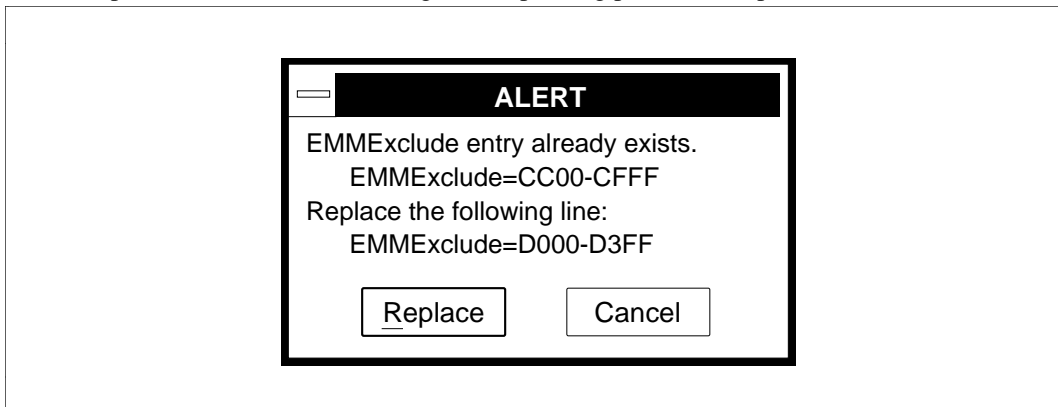 ALERT
EMMExclude entry already exists.
EMMExclude=CC00-CFFF
Replace the following line:
EMMExclude=D000-D3FF
Replace Cancel